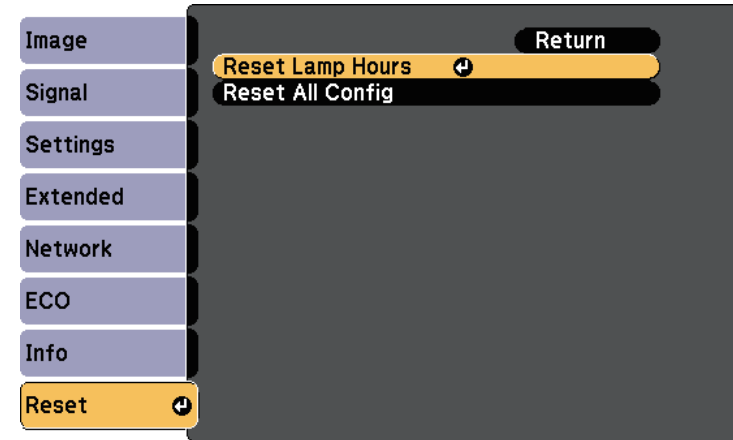 Image
Signal
Settings
Extended
Network
ECO
Info
Reset
Return
Reset Lamp Hours
Reset All Config